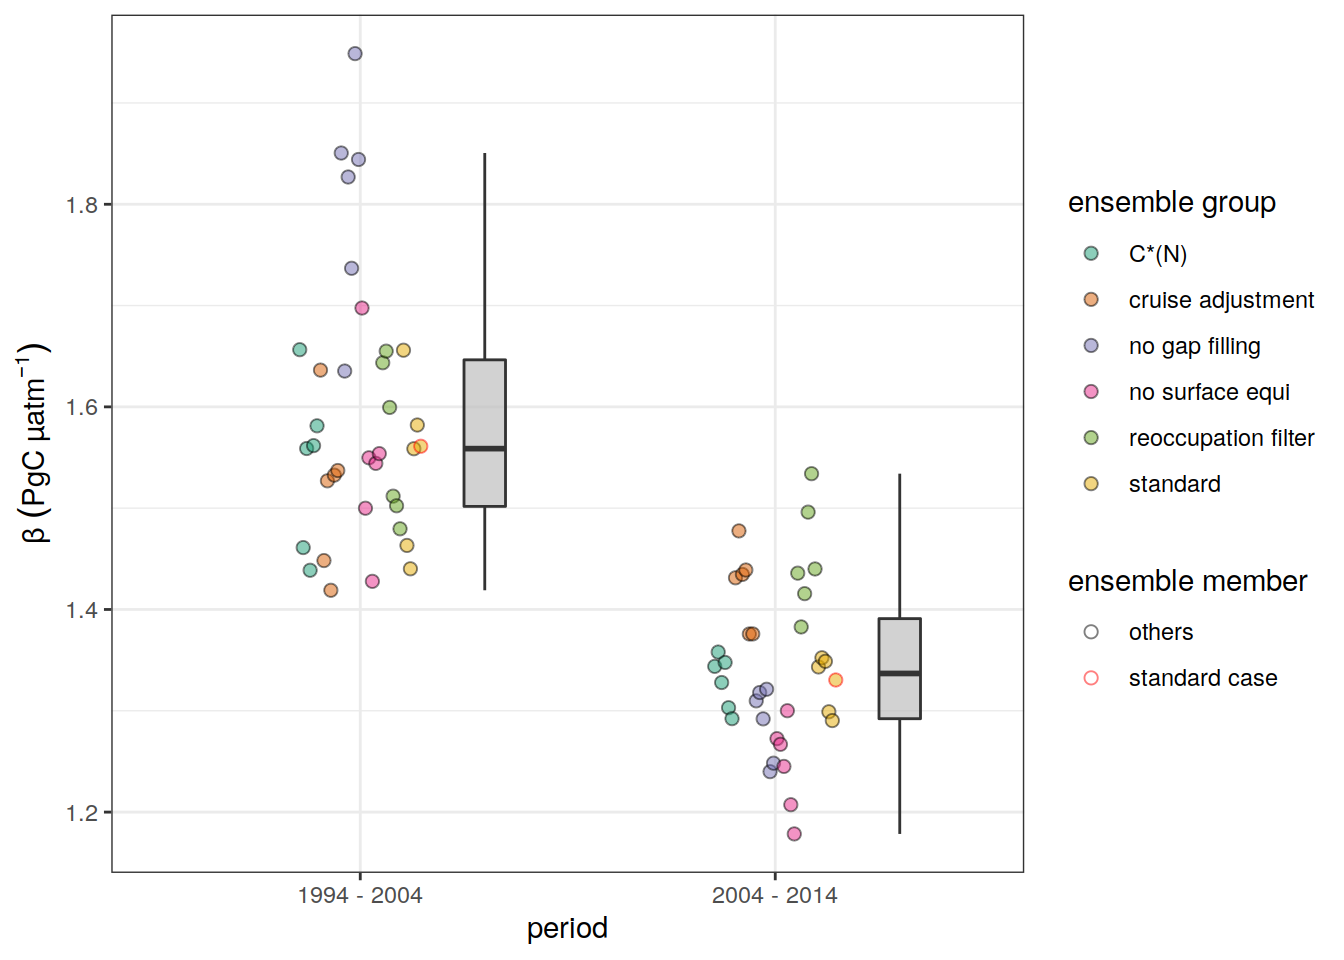 1.8
1.6
1.4
1.2
β (PgC µatm⁻¹)
1994 - 2004
2004 - 2014
period
ensemble group
C*(N)
cruise adjustment
no gap filling
no surface equi
reoccupation filter
standard
ensemble member
others
standard case